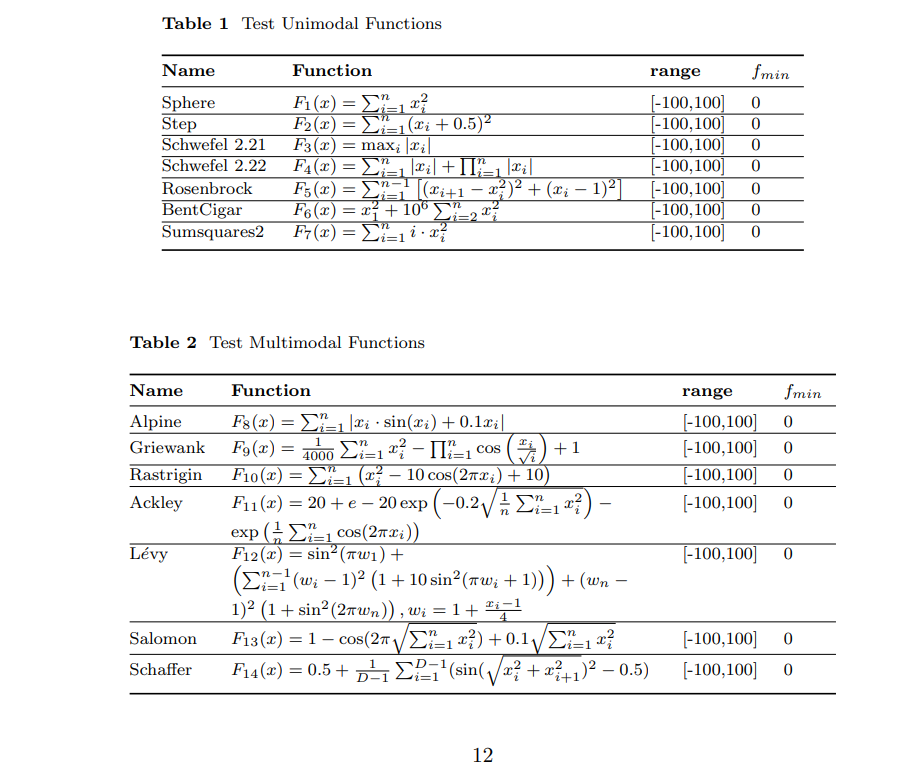 Table 1 Test Unimodal Functions
Name Function range f_min
Sphere F_1(x) = ∑_{i=1}^{n} x_i^2 [-100,100] 0
Step F_2(x) = ∑_{i=1}^{n} (x_i + 0.5)^2 [-100,100] 0
Schwefel 2.21 F_3(x) = max_i |x_i| [-100,100] 0
Schwefel 2.22 F_4(x) = ∑_{i=1}^{n} |x_i| + ∏_{i=1}^{n} |x_i| [-100,100] 0
Rosenbrock F_5(x) = ∑_{i=1}^{n-1} [(x_{i+1} − x_i^2)^2 + (x_i − 1)^2] [-100,100] 0
BentCigar F_6(x) = x_1^2 + 10^6 ∑_{i=2}^{n} x_i^2 [-100,100] 0
Sumsquares2 F_7(x) = ∑_{i=1}^{n} i · x_i^2 [-100,100] 0
Table 2 Test Multimodal Functions
Name Function range f_min
Alpine F_8(x) = ∑_{i=1}^{n} |x_i · sin(x_i) + 0.1x_i| [-100,100] 0
Griewank F_9(x) = 1/4000 ∑_{i=1}^{n} x_i^2 − ∏_{i=1}^{n} cos(x_i/√i) + 1 [-100,100] 0
Rastrigin F_10(x) = ∑_{i=1}^{n} (x_i^2 − 10 cos(2πx_i) + 10) [-100,100] 0
Ackley F_11(x) = 20 + e − 20 exp(−0.2√(1/n ∑_{i=1}^{n} x_i^2)) − [-100,100] 0
exp(1/n ∑_{i=1}^{n} cos(2πx_i))
Lévy F_12(x) = sin^2(πw_1) + [-100,100] 0
(∑_{i=1}^{n-1} (w_i − 1)^2 (1 + 10 sin^2(πw_i + 1))) + (w_n −
1)^2 (1 + sin^2(2πw_n)), w_i = 1 + (x_i−1)/4
Salomon F_13(x) = 1 − cos(2π√(∑_{i=1}^{n} x_i^2)) + 0.1√(∑_{i=1}^{n} x_i^2) [-100,100] 0
Schaffer F_14(x) = 0.5 + 1/(D−1) ∑_{i=1}^{D−1} (sin(√(x_i^2 + x_{i+1}^2))^2 − 0.5) [-100,100] 0
12